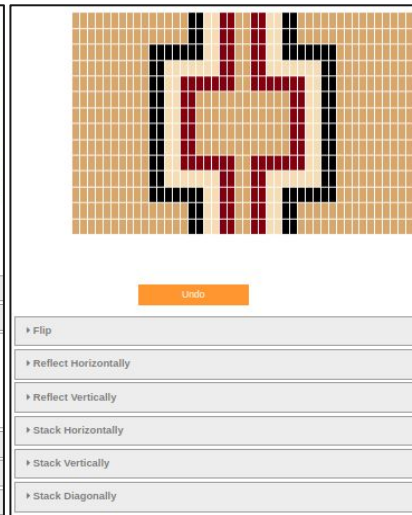 Undo
Flip
Reflect Horizontally
Reflect Vertically
Stack Horizontally
Stack Vertically
Stack Diagonally